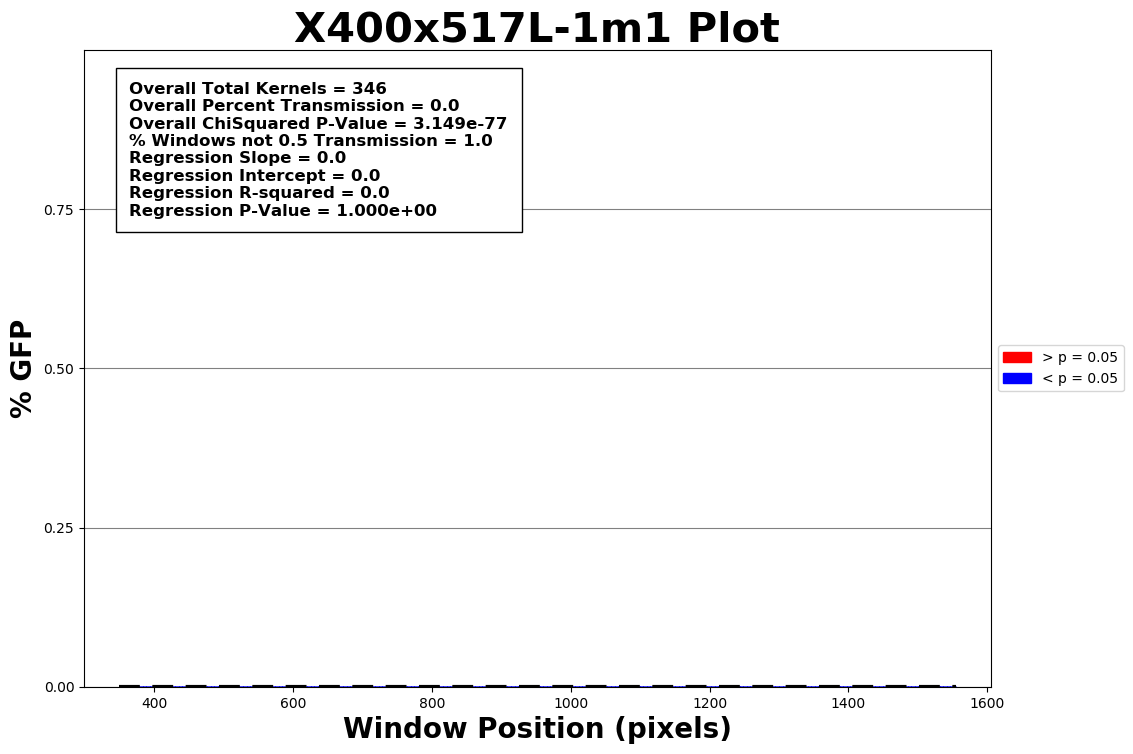 X400x517L-1m1 Plot
Overall Total Kernels = 346
Overall Percent Transmission = 0.0
Overall ChiSquared P-Value = 3.149e-77
% Windows not 0.5 Transmission = 1.0
Regression Slope = 0.0
Regression Intercept = 0.0
Regression R-squared = 0.0
Regression P-Value = 1.000e+00
% GFP
0.75
0.50
0.25
0.00
> p = 0.05
< p = 0.05
400 600 800 1000 1200 1400 1600
Window Position (pixels)